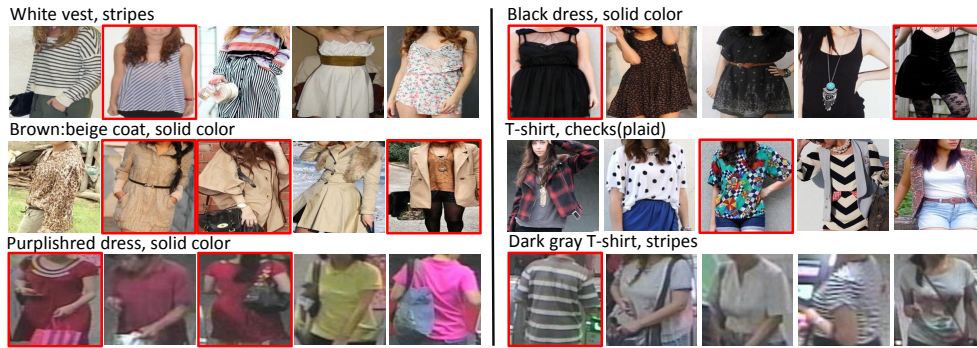 White vest, stripes
Black dress, solid color
Brown:beige coat, solid color
T-shirt, checks(plaid)
Purplishred dress, solid color
Dark gray T-shirt, stripes